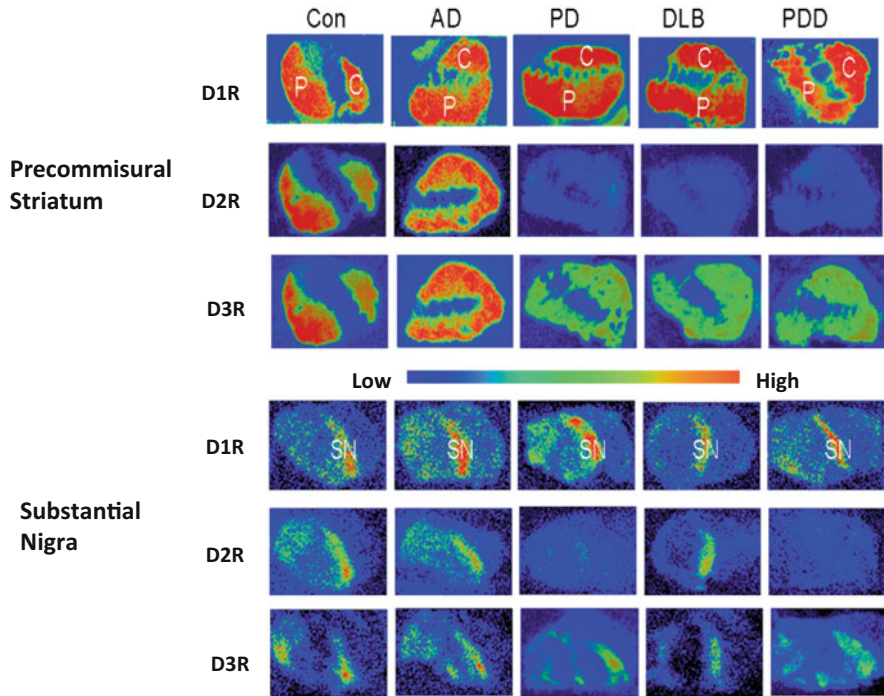 Con AD PD DLB PDD
D1R P C C P C P C P C P
Precommisural
Striatum
D2R
D3R
Low High
D1R SN SN SN SN SN
Substantial
Nigra
D2R
D3R